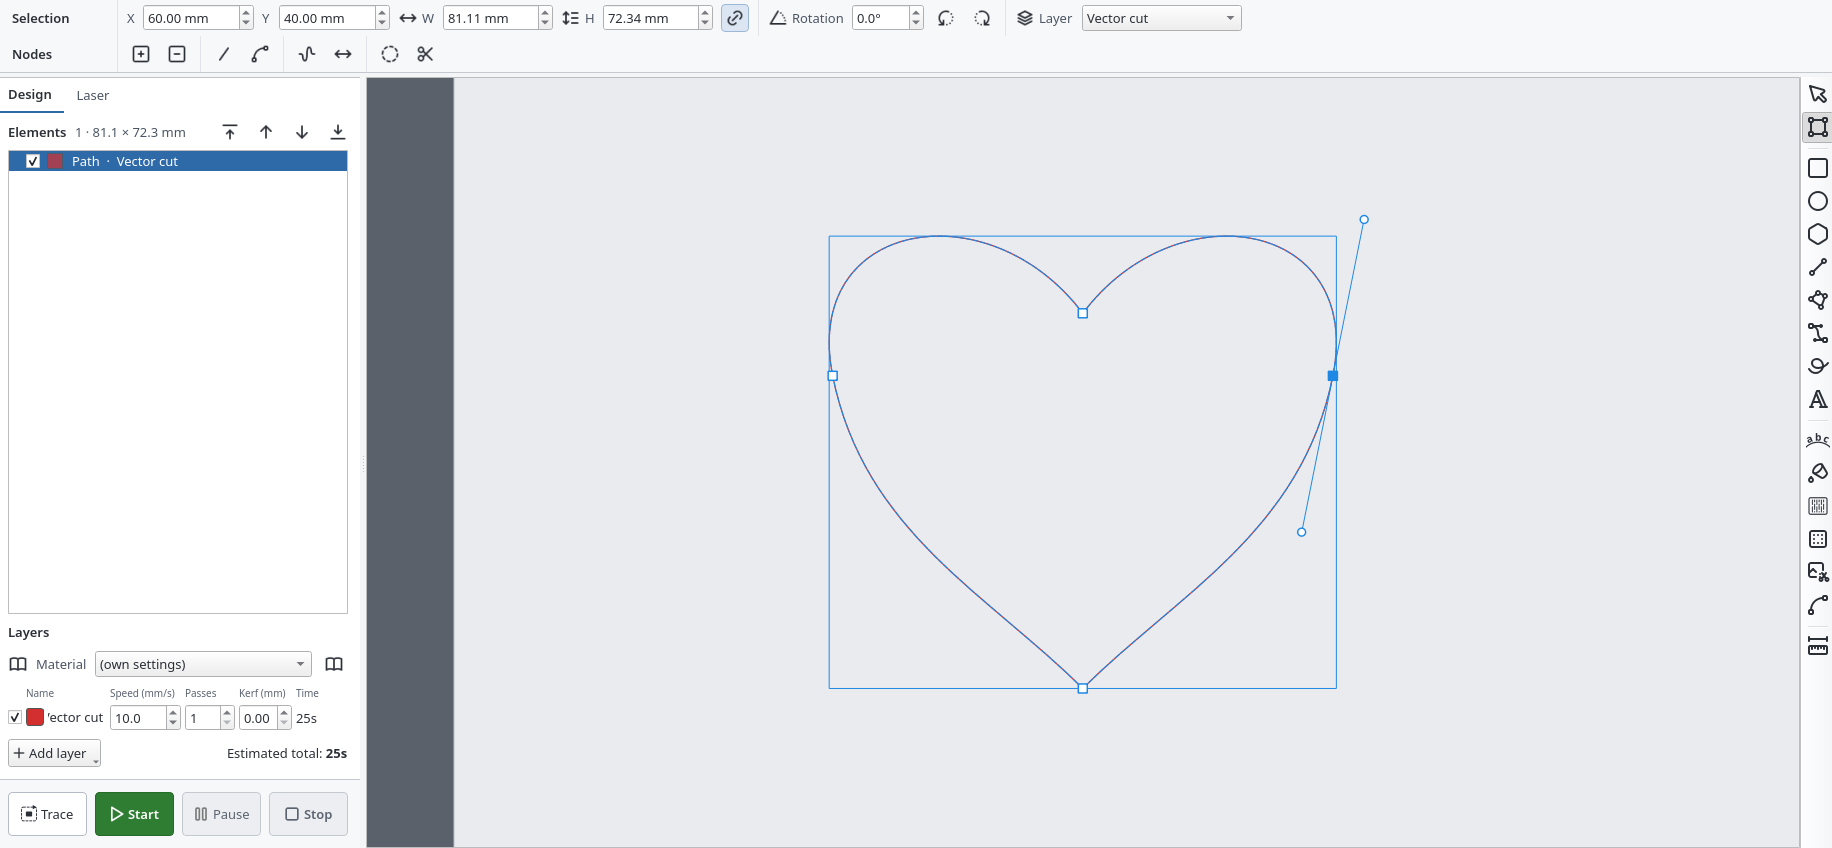 Selection X 60.00 mm Y 40.00 mm W 81.11 mm H 72.34 mm Rotation 0.0° Layer Vector cut
Nodes
Design Laser
Elements 1 · 81.1 × 72.3 mm
Path · Vector cut
Layers
Material (own settings)
Name Speed (mm/s) Passes Kerf (mm) Time
ector cut 10.0 1 0.00 25s
Add layer Estimated total: 25s
Trace Start Pause Stop
A
abc